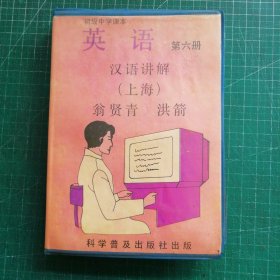 初级中学课本
英语 第六册
汉语讲解
（上海）
翁贤青 洪箭
科学普及出版社出版